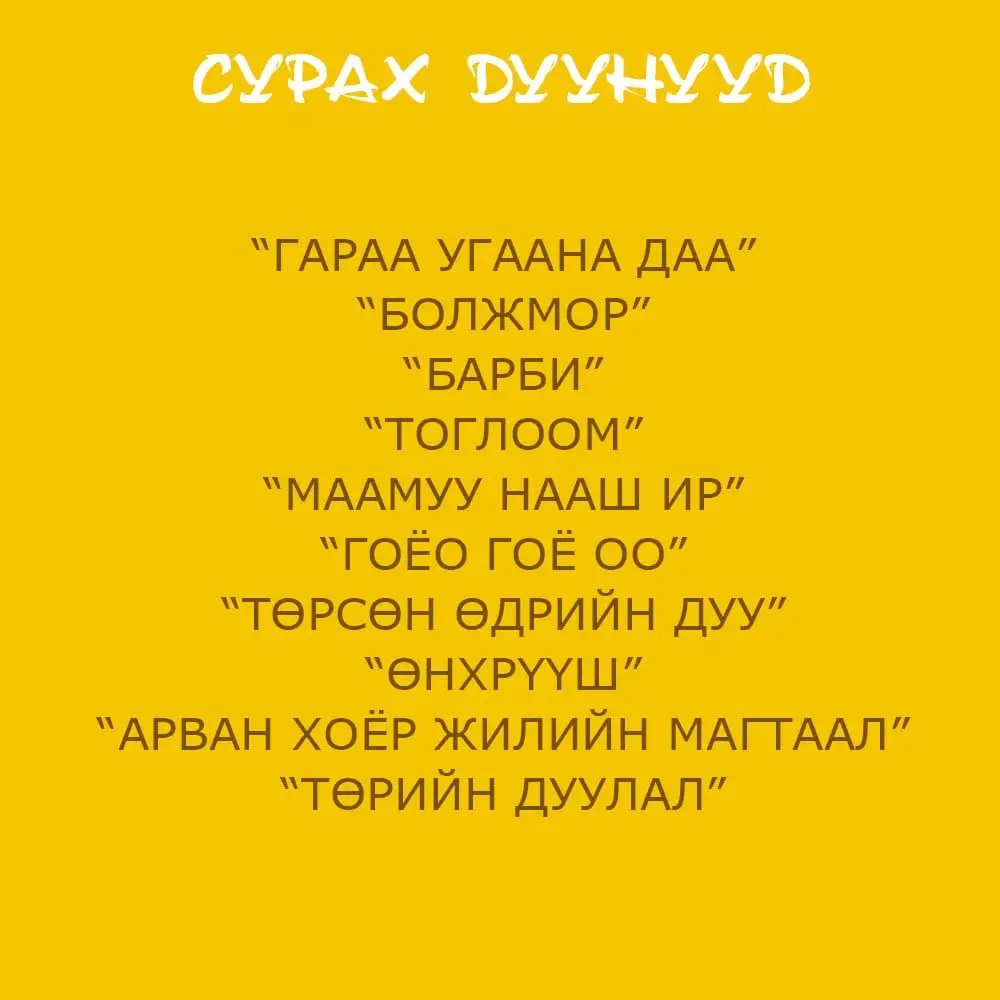 СУРАХ ДУУНУУД
“ГАРАА УГААНА ДАА”
“БОЛЖМОР”
“БАРБИ”
“ТОГЛООМ”
“МААМУУ НААШ ИР”
“ГОЁО ГОЁ ОО”
“ТӨРСӨН ӨДРИЙН ДУУ”
“ӨНХРҮҮШ”
“АРВАН ХОЁР ЖИЛИЙН МАГТААЛ”
“ТӨРИЙН ДУУЛАЛ”